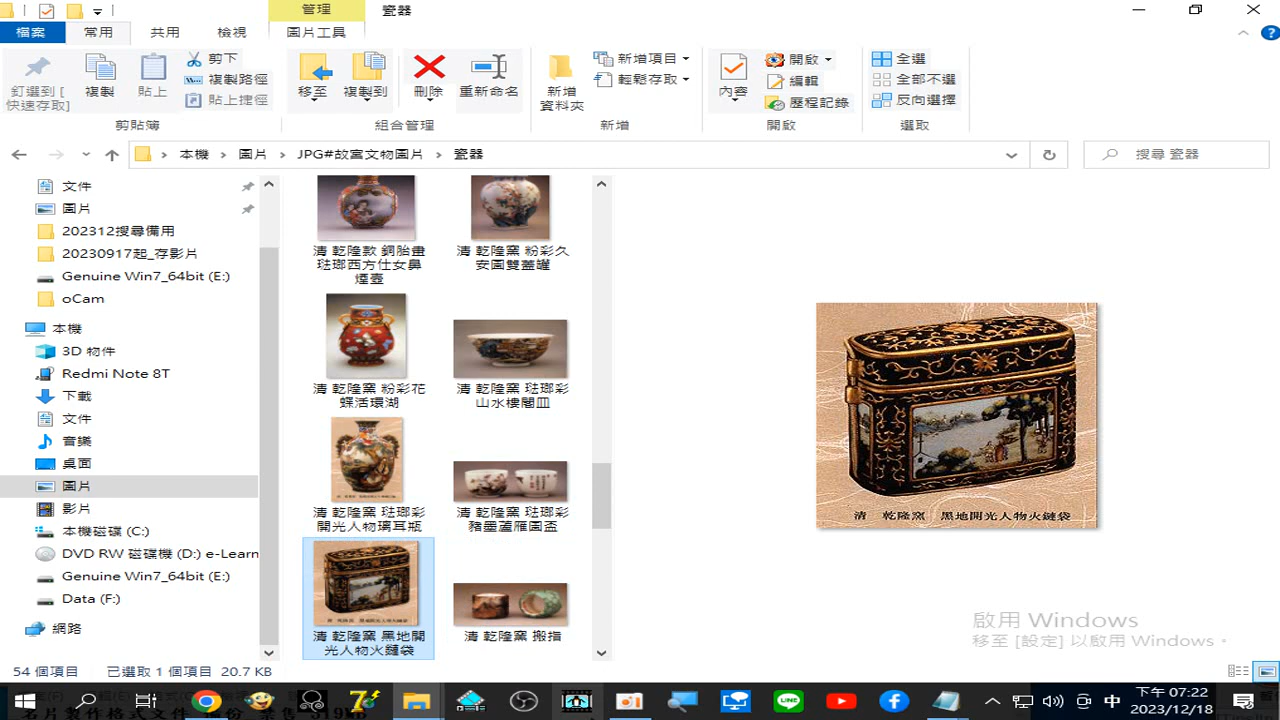 管理
瓷器
檔案
常用
共用
檢視
圖片工具
釘選到 [
快速存取]
複製
貼上
剪下
複製路徑
貼上捷徑
移至
複製到
刪除
重新命名
新增
資料夾
新增項目
輕鬆存取
內容
開啟
編輯
歷程記錄
全選
全部不選
反向選擇
剪貼簿
組合管理
新增
開啟
選取
本機 › 圖片 › JPG#故宮文物圖片 › 瓷器
搜尋 瓷器
文件
圖片
202312搜尋備用
20230917起_存影片
Genuine Win7_64bit (E:)
oCam
本機
3D 物件
Redmi Note 8T
下載
文件
音樂
桌面
圖片
影片
本機磁碟 (C:)
DVD RW 磁碟機 (D:) e-Learn
Genuine Win7_64bit (E:)
Data (F:)
網路
清 乾隆款 銅胎畫
琺瑯西方仕女鼻
煙壺
清 乾隆窯 粉彩久
安圖雙蓋罐
清 乾隆窯 粉彩花
蝶活環湖
清 乾隆窯 琺瑯彩
山水樓閣皿
清 乾隆窯 琺瑯彩
開光人物璃耳瓶
清 乾隆窯 琺瑯彩
豬墨蘆雁圖盃
清 乾隆窯 黑地開
光人物火鏈袋
清 乾隆窯 搬指
清 乾隆窯 黑地開光人物火鏈袋
啟用 Windows
移至 [設定] 以啟用 Windows。
54 個項目
已選取 1 個項目 20.7 KB
中
下午 07:22
2023/12/18